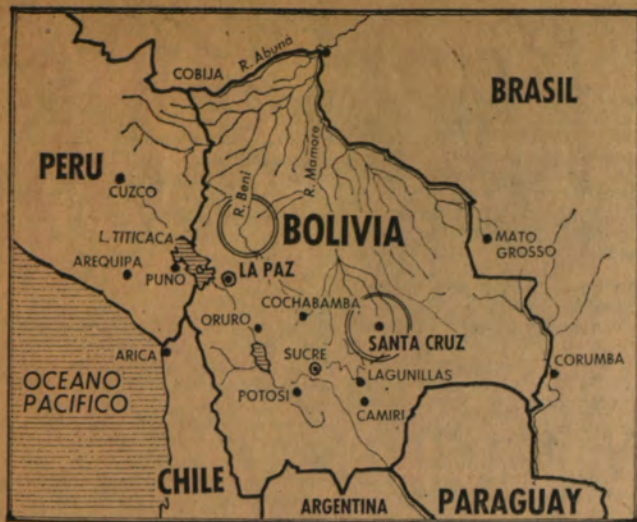 R. Abuná
COBIJA
BRASIL
PERU
CUZCO
R. Beni
R. Mamore
L. TITICACA
BOLIVIA
MATO
GROSSO
AREQUIPA
PUNO
LA PAZ
COCHABAMBA
ORURO
SANTA CRUZ
ARICA
SUCRE
LAGUNILLAS
CORUMBA
OCEANO
PACIFICO
POTOSI
CAMIRI
CHILE
ARGENTINA
PARAGUAY